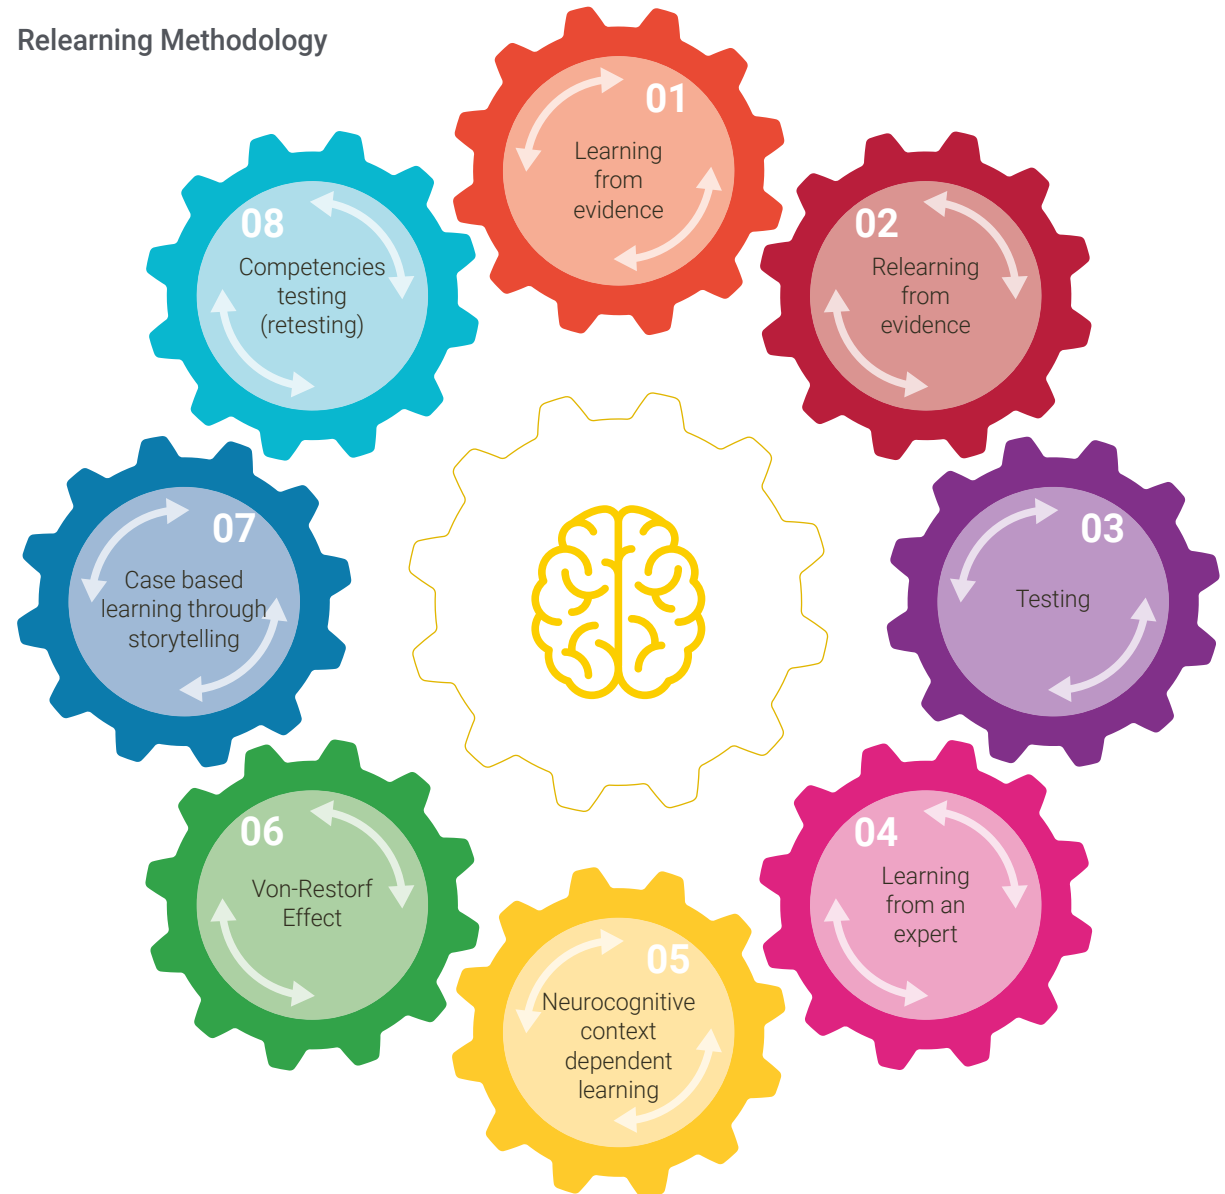 Relearning Methodology
01
Learning
from
evidence
02
Relearning
from
evidence
03
Testing
04
Learning
from an
expert
05
Neurocognitive
context
dependent
learning
06
Von-Restorf
Effect
07
Case based
learning through
storytelling
08
Competencies
testing
(retesting)